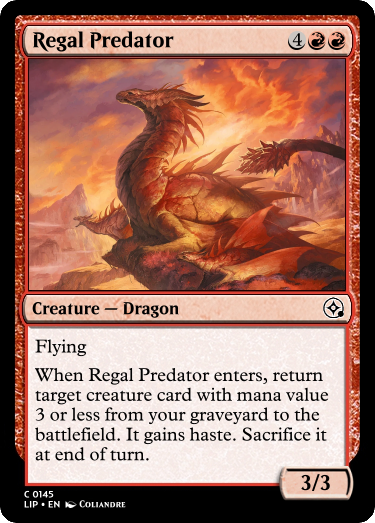 Regal Predator 4
Creature — Dragon
Flying
When Regal Predator enters, return
target creature card with mana value
3 or less from your graveyard to the
battlefield. It gains haste. Sacrifice it
at end of turn.
3/3
C 0145
LIP • EN Coliandre